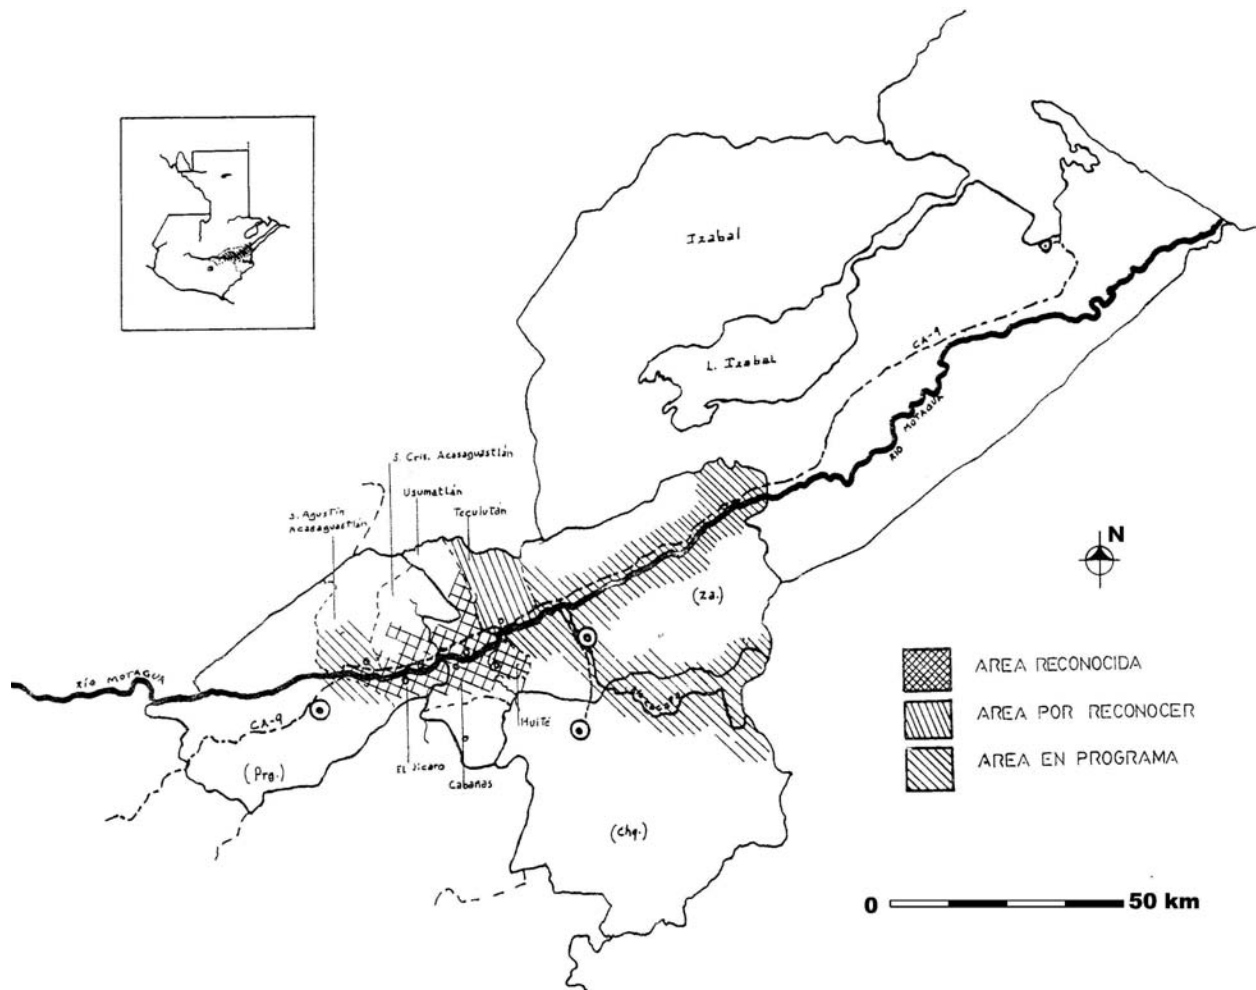 Izabal
L. Izabal
CA-9
RIO MOTAGUA
S. Cris. Acasaguastlán
Usumatlán
Teculután
S. Agustín
Acasaguastlán
N
(Za.)
RÍO MOTAGUA
CA-9
(Prg.)
Huité
El Jícaro
Cabañas
(Chq.)
AREA RECONOCIDA
AREA POR RECONOCER
AREA EN PROGRAMA
0 50 km